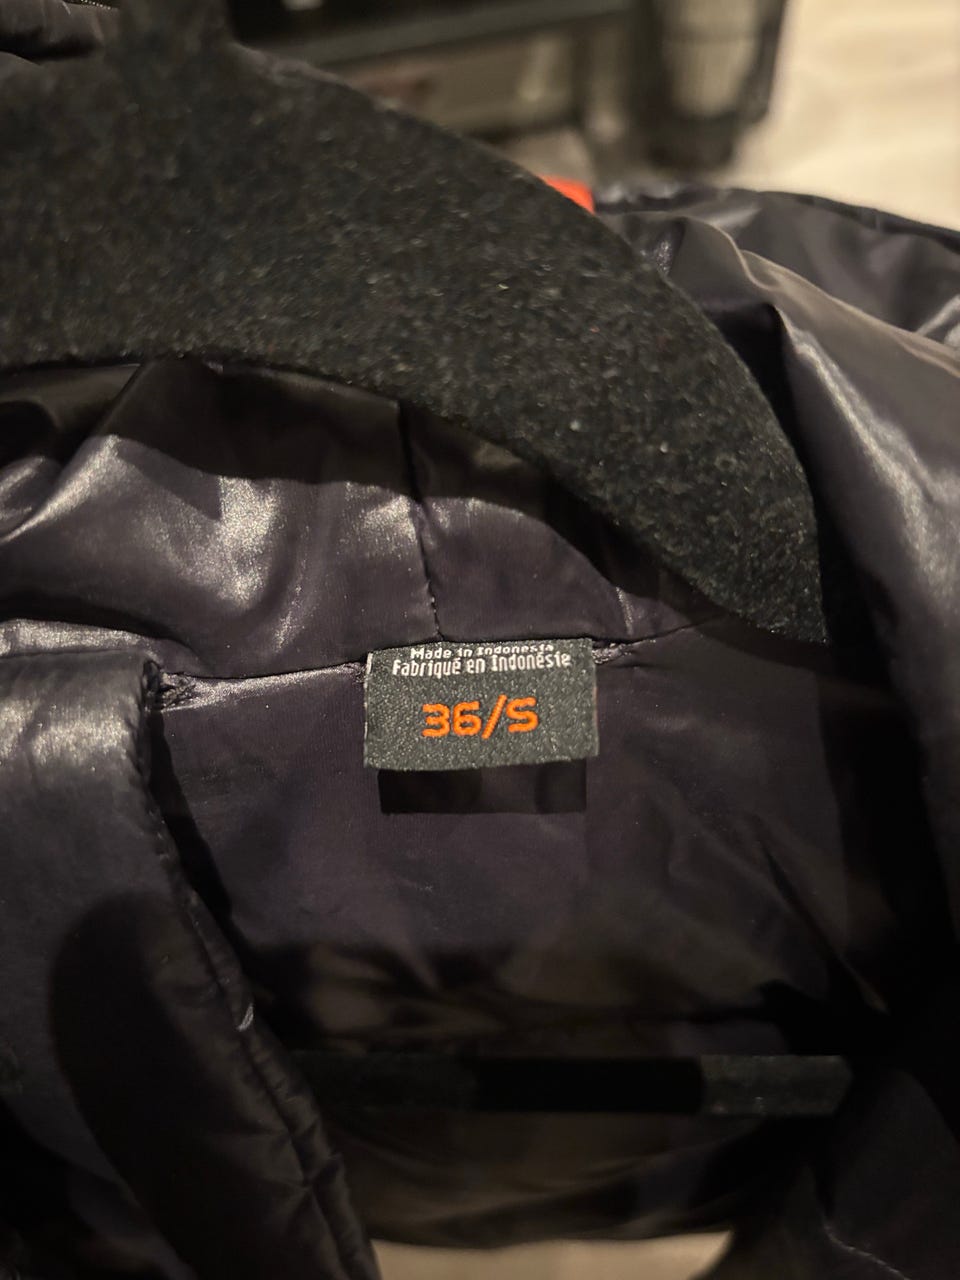 Made in Indonesia
Fabriqué en Indonésie
36/S